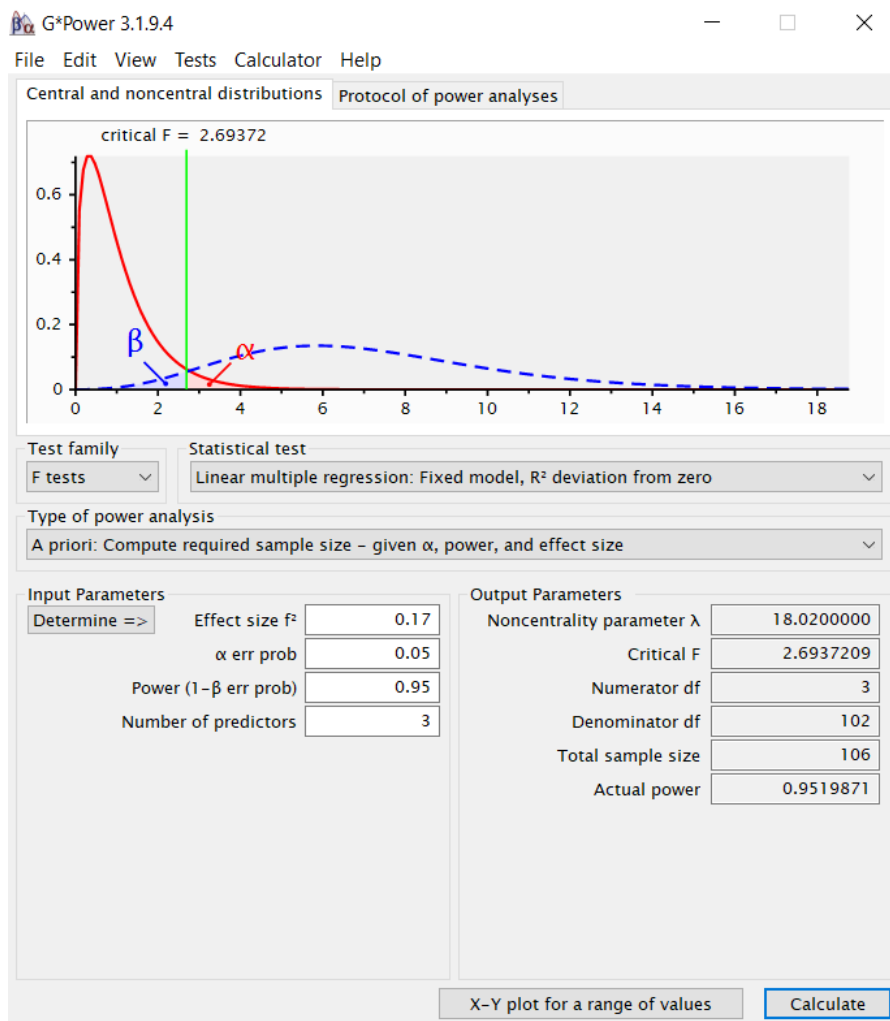 G*Power 3.1.9.4
File Edit View Tests Calculator Help
Central and noncentral distributions Protocol of power analyses
critical F = 2.69372
0.6
0.4
0.2
0
β
α
0 2 4 6 8 10 12 14 16 18
Test family Statistical test
F tests Linear multiple regression: Fixed model, R² deviation from zero
Type of power analysis
A priori: Compute required sample size – given α, power, and effect size
Input Parameters Output Parameters
Determine => Effect size f² 0.17 Noncentrality parameter λ 18.0200000
α err prob 0.05 Critical F 2.6937209
Power (1-β err prob) 0.95 Numerator df 3
Number of predictors 3 Denominator df 102
Total sample size 106
Actual power 0.9519871
X-Y plot for a range of values Calculate